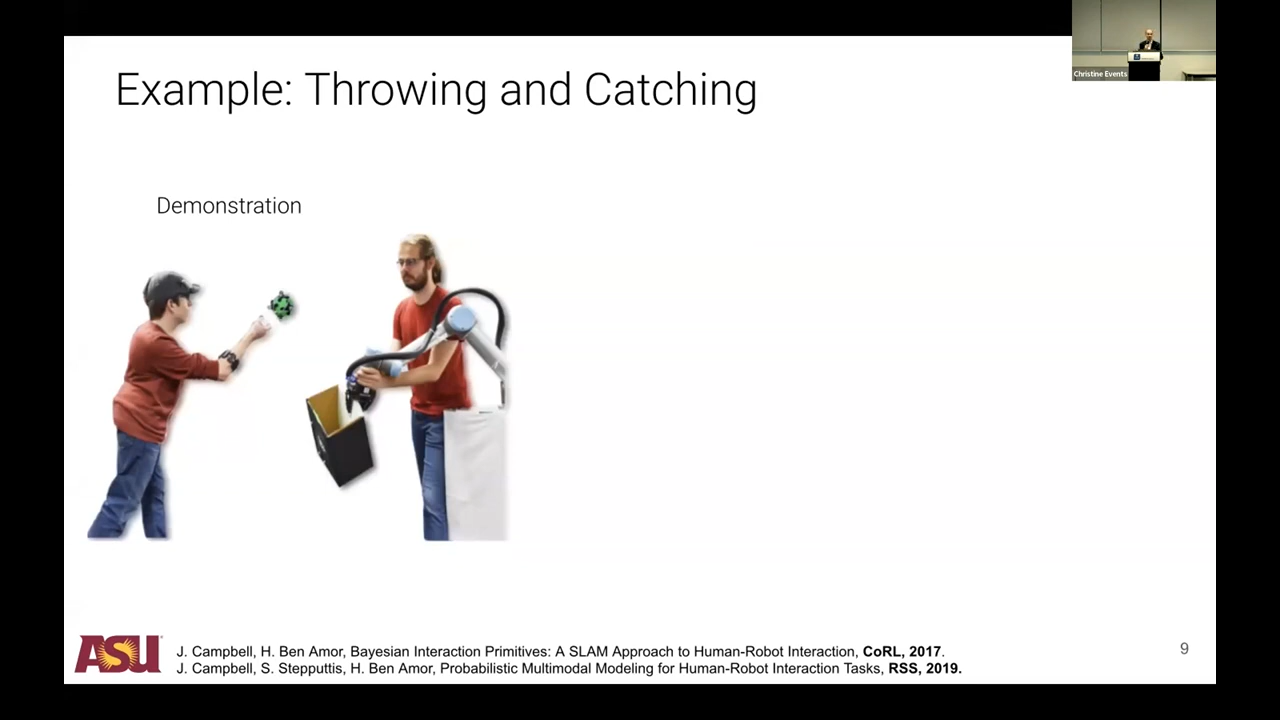 Example: Throwing and Catching
Christine Events
Demonstration
ASU
J. Campbell, H. Ben Amor, Bayesian Interaction Primitives: A SLAM Approach to Human-Robot Interaction, CoRL, 2017.
J. Campbell, S. Stepputtis, H. Ben Amor, Probabilistic Multimodal Modeling for Human-Robot Interaction Tasks, RSS, 2019.
9